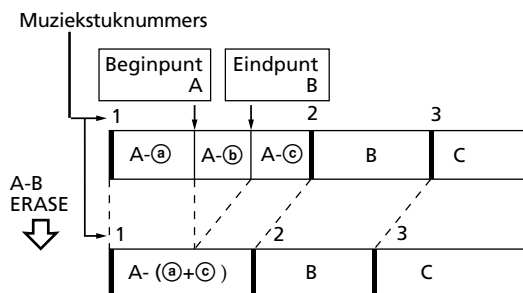 Muziekstuknummers
Beginpunt A
Eindpunt B
1 2 3
A-ⓐ A-ⓑ A-ⓒ B C
A-B ERASE
1 2 3
A- (ⓐ+ⓒ) B C